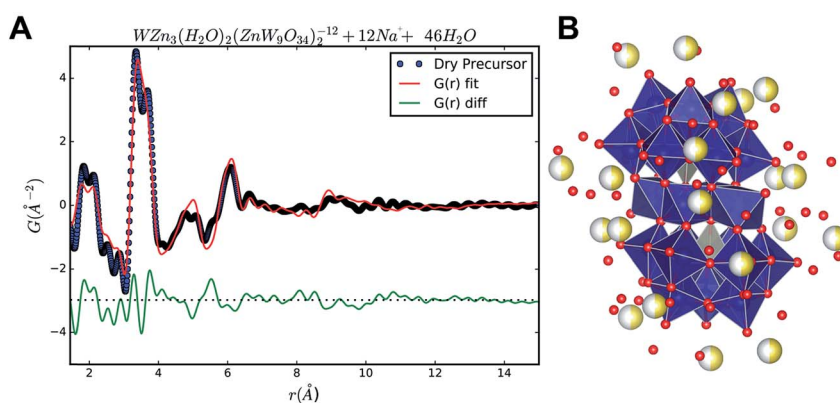 A
B
WZn₃(H₂O)₂(ZnW₉O₃₄)₂⁻¹² + 12Na⁺ + 46H₂O
Dry Precursor
G(r) fit
G(r) diff
G(Å⁻²)
4
2
0
−2
−4
2 4 6 8 10 12 14
r(Å)